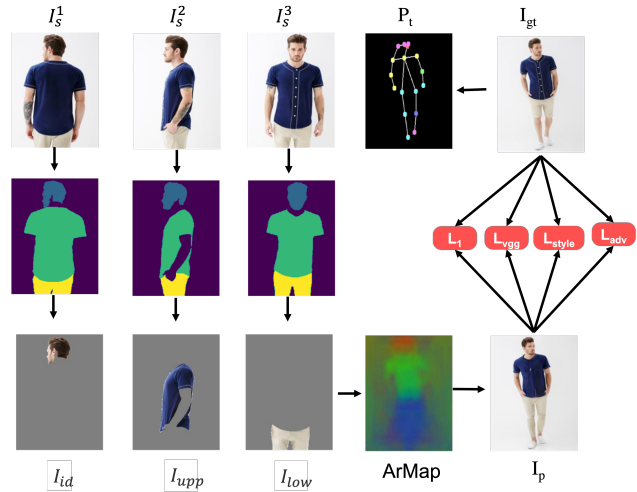 I_s^1 I_s^2 I_s^3 P_t I_gt
L_1 L_vgg L_style L_adv
I_id I_upp I_low ArMap I_p